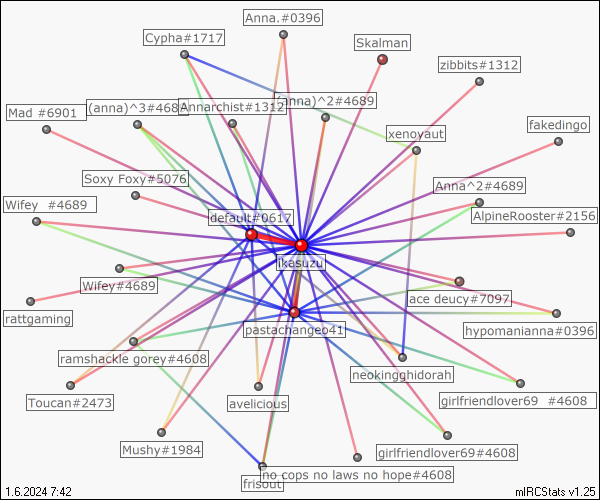 Anna.#0396
Cypha#1717
Skalman
zibbits#1312
Mad #6901
(anna)^3#4689
Annarchist#1312
(anna)^2#4689
xenoyaut
fakedingo
Soxy Foxy#5076
Anna^2#4689
Wifey #4689
default#0617
AlpineRooster#2156
ikasuzu
Wifey#4689
ace deucy#7097
rattgaming
pastachange041
hypomanianna#0396
ramshackle gorey#4608
neokingghidorah
Toucan#2473
avelicious
girlfriendlover69 #4608
Mushy#1984
girlfriendlover69#4608
no cops no laws no hope#4608
frisout
1.6.2024 7:42
mIRCStats v1.25